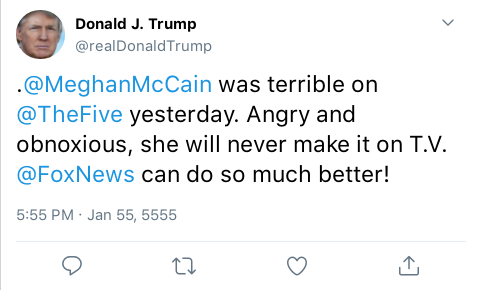 Donald J. Trump
@realDonaldTrump
.@MeghanMcCain was terrible on
@TheFive yesterday. Angry and
obnoxious, she will never make it on T.V.
@FoxNews can do so much better!
5:55 PM · Jan 55, 5555